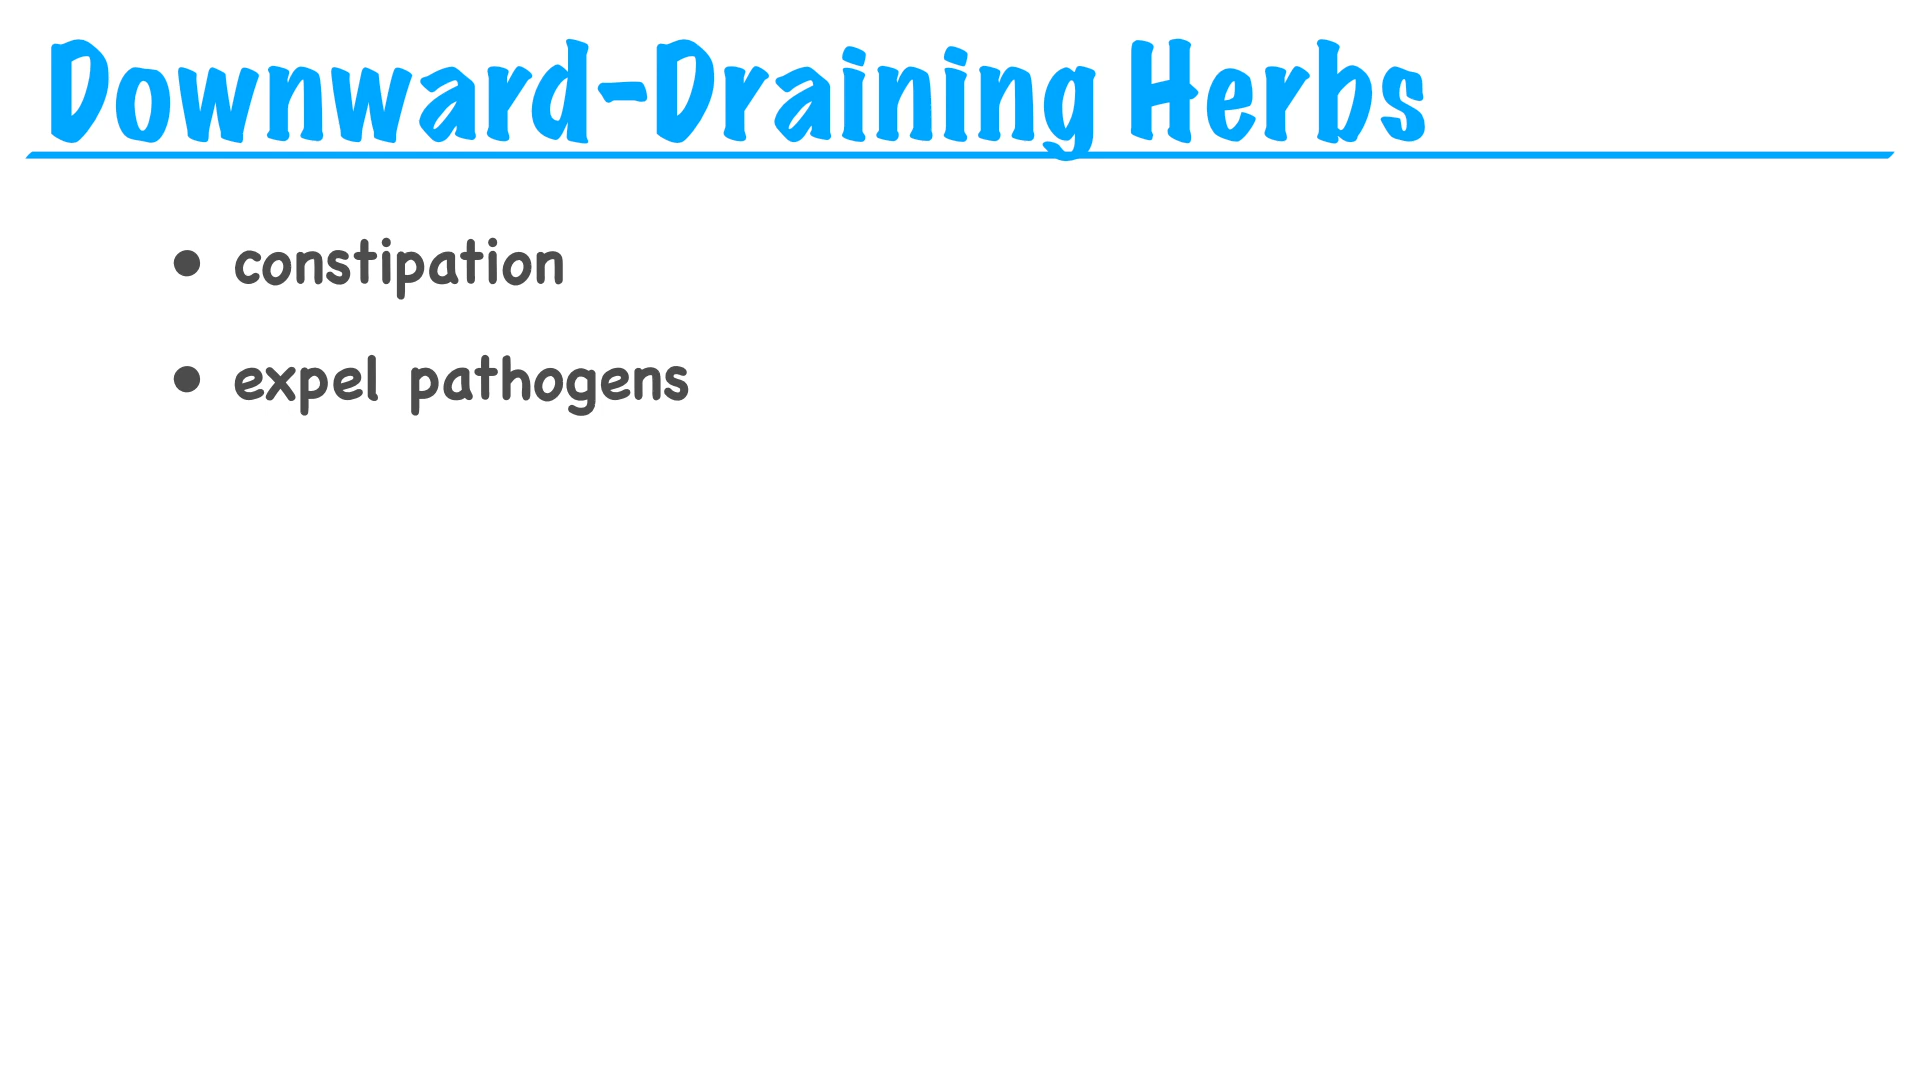 Downward-Draining Herbs
• constipation
• expel pathogens